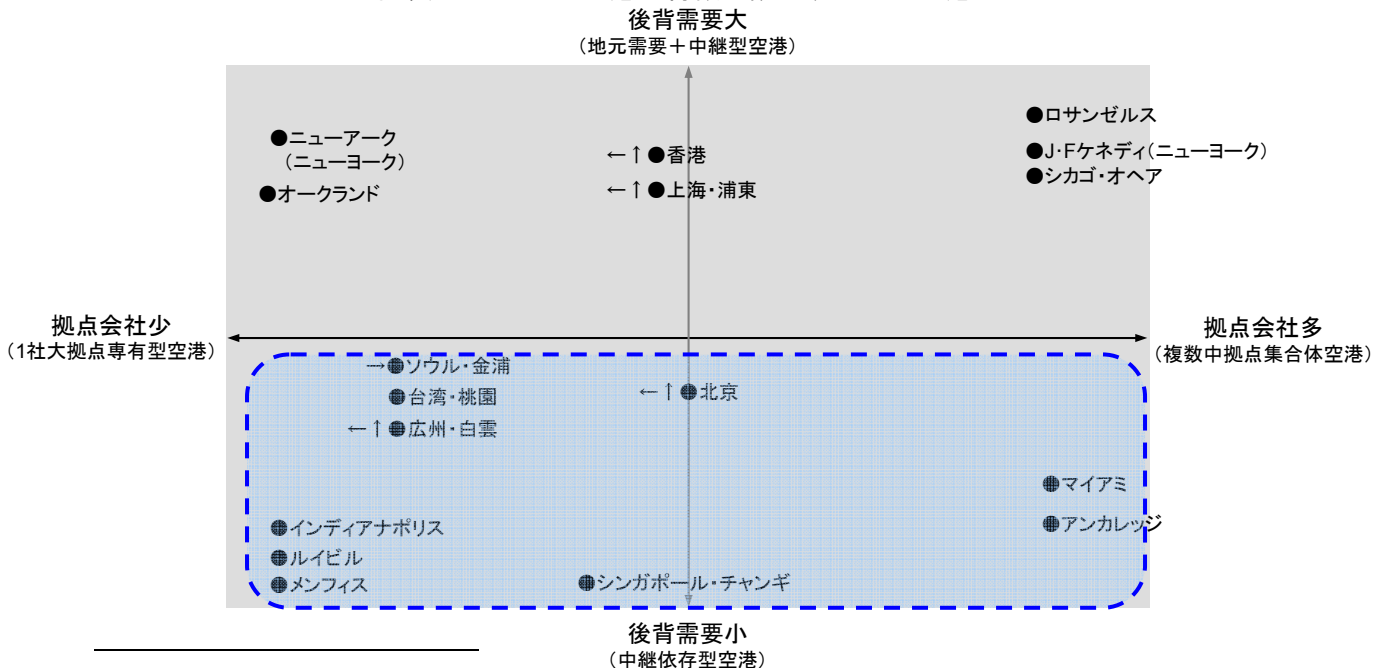 後背需要大
（地元需要＋中継型空港）
●ロサンゼルス
●ニューアーク
（ニューヨーク）
←↑●香港
●J・Fケネディ（ニューヨーク）
●シカゴ・オヘア
●オークランド
←↑●上海・浦東
拠点会社少
（1社大拠点専有型空港）
拠点会社多
（複数中拠点集合体空港）
→●ソウル・金浦
●台湾・桃園
←↑●北京
←↑●広州・白雲
●マイアミ
●インディアナポリス
●アンカレッジ
●ルイビル
●メンフィス
●シンガポール・チャンギ
後背需要小
（中継依存型空港）